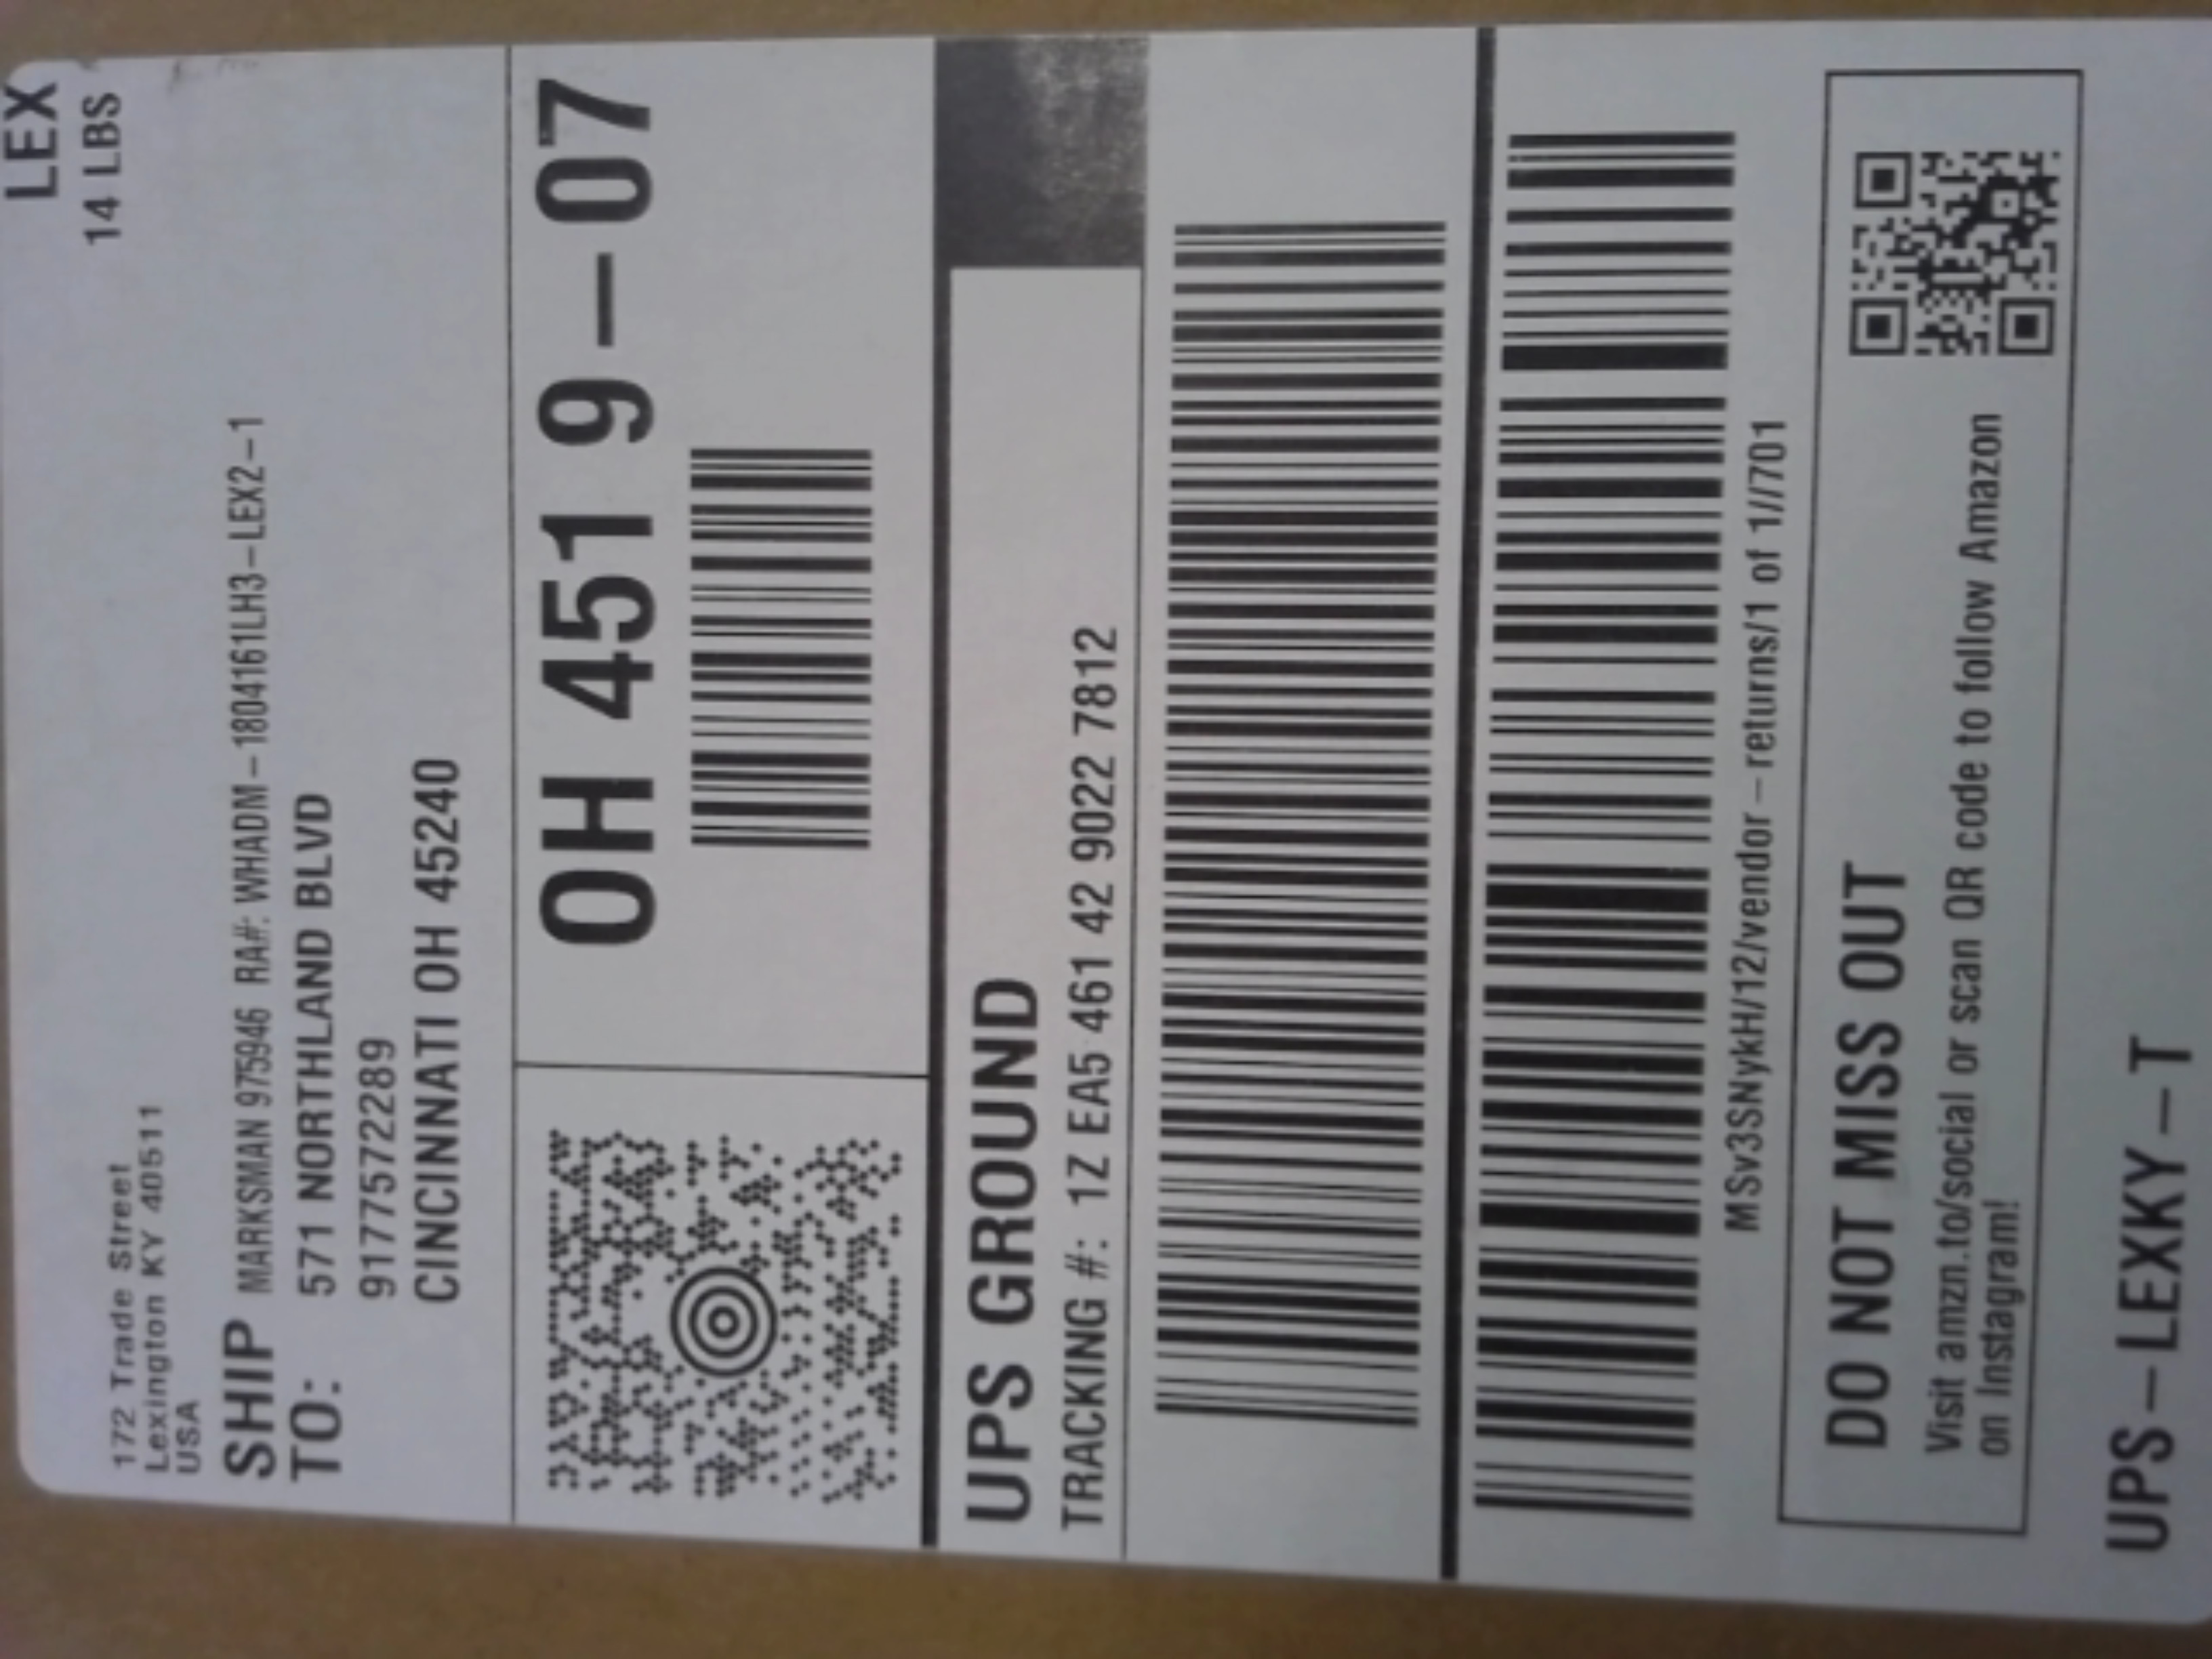 LEX
14 LBS
172 Trade Street
Lexington KY 40511
USA
SHIP TO:
MARKSMAN 975946 RA#: WHADM-1804161LH3-LEX2-1
571 NORTHLAND BLVD
9177572289
CINCINNATI OH 45240
OH 451 9-07
UPS GROUND
TRACKING #: 1Z EA5 461 42 9022 7812
MSv3SNykH/12/vendor-returns/1 of 1//701
DO NOT MISS OUT
Visit amzn.to/social or scan QR code to follow Amazon
on Instagram!
UPS-LEXKY-T